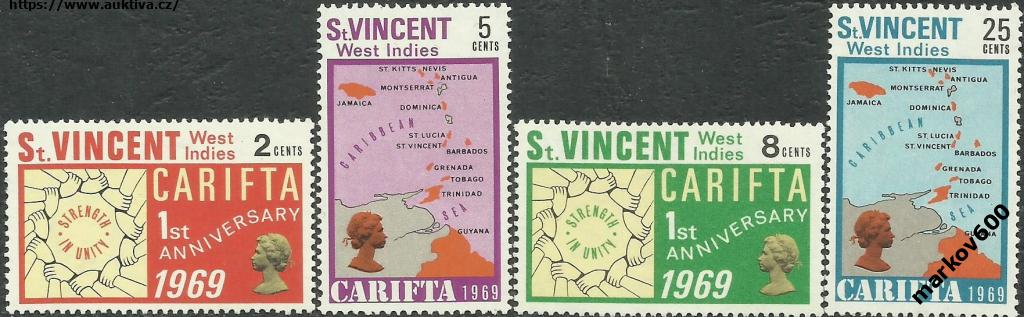 https://www.auktiva.cz/
St.VINCENT West Indies 2 CENTS
STRENGTH IN UNITY
CARIFTA
1st ANNIVERSARY
1969
St.VINCENT 5 CENTS
West Indies
ST. KITTS NEVIS
ANTIGUA
MONTSERRAT
JAMAICA
DOMINICA
CARIBBEAN
ST. LUCIA
ST. VINCENT
BARBADOS
GRENADA
TOBAGO
TRINIDAD
SEA
GUYANA
CARIFTA 1969
St.VINCENT West Indies 8 CENTS
STRENGTH IN UNITY
CARIFTA
1st ANNIVERSARY
1969
St.VINCENT 25 CENTS
West Indies
ST. KITTS NEVIS
ANTIGUA
MONTSERRAT
JAMAICA
DOMINICA
CARIBBEAN
ST. LUCIA
ST. VINCENT
BARBADOS
GRENADA
TOBAGO
TRINIDAD
SEA
GUYANA
CARIFTA 1969
markov600